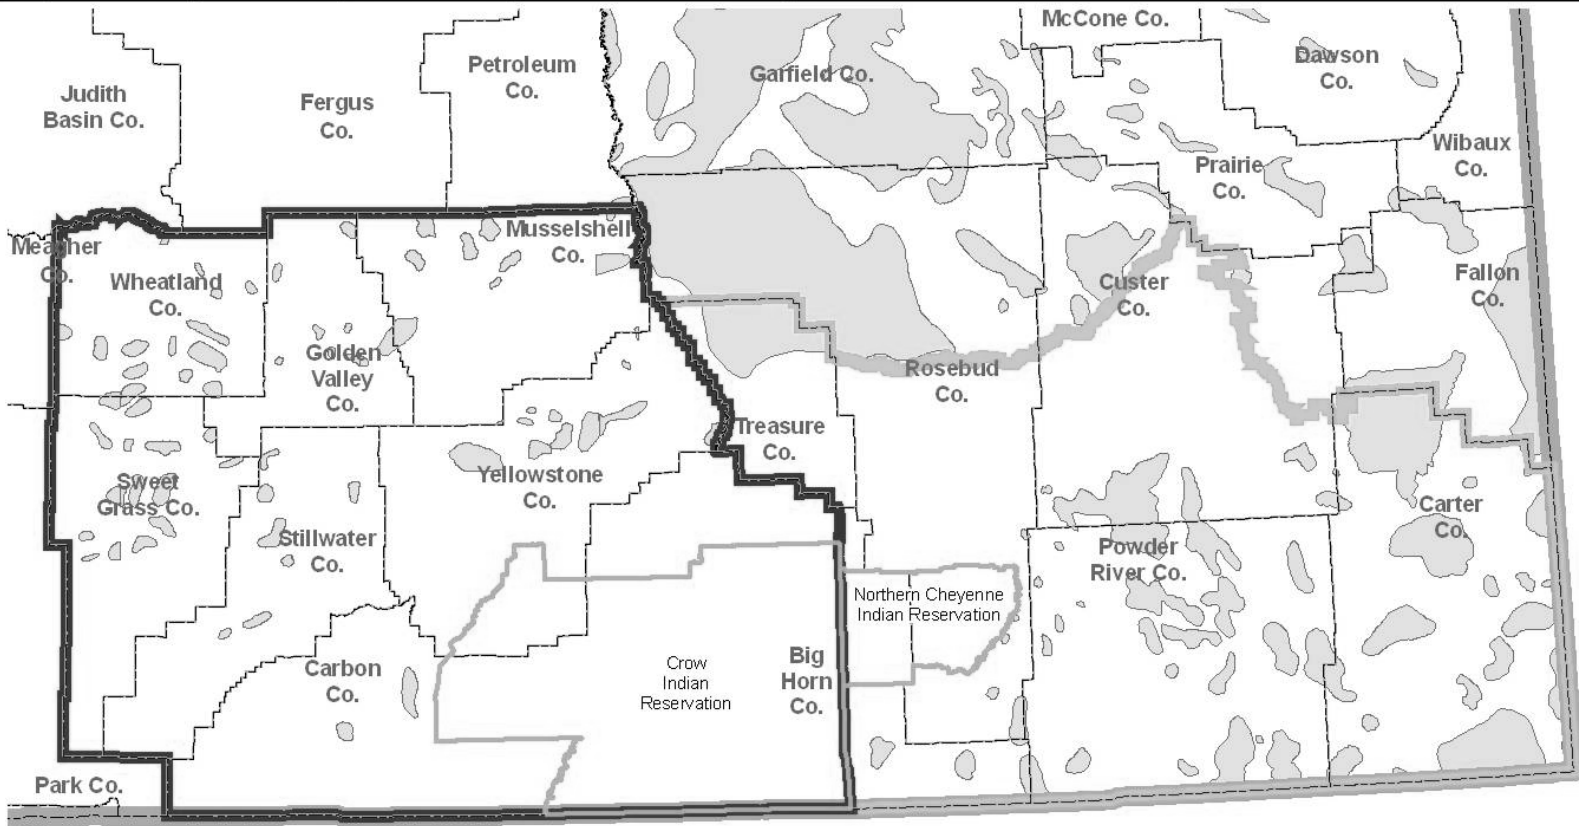 McCone Co.
Judith
Basin Co.
Fergus
Co.
Petroleum
Co.
Garfield Co.
Dawson
Co.
Prairie
Co.
Wibaux
Co.
Meagher
Co.
Wheatland
Co.
Musselshell
Co.
Custer
Co.
Fallon
Co.
Golden
Valley
Co.
Rosebud
Co.
Treasure
Co.
Sweet
Grass Co.
Yellowstone
Co.
Stillwater
Co.
Carter
Co.
Powder
River Co.
Northern Cheyenne
Indian Reservation
Carbon
Co.
Crow
Indian
Reservation
Big
Horn
Co.
Park Co.